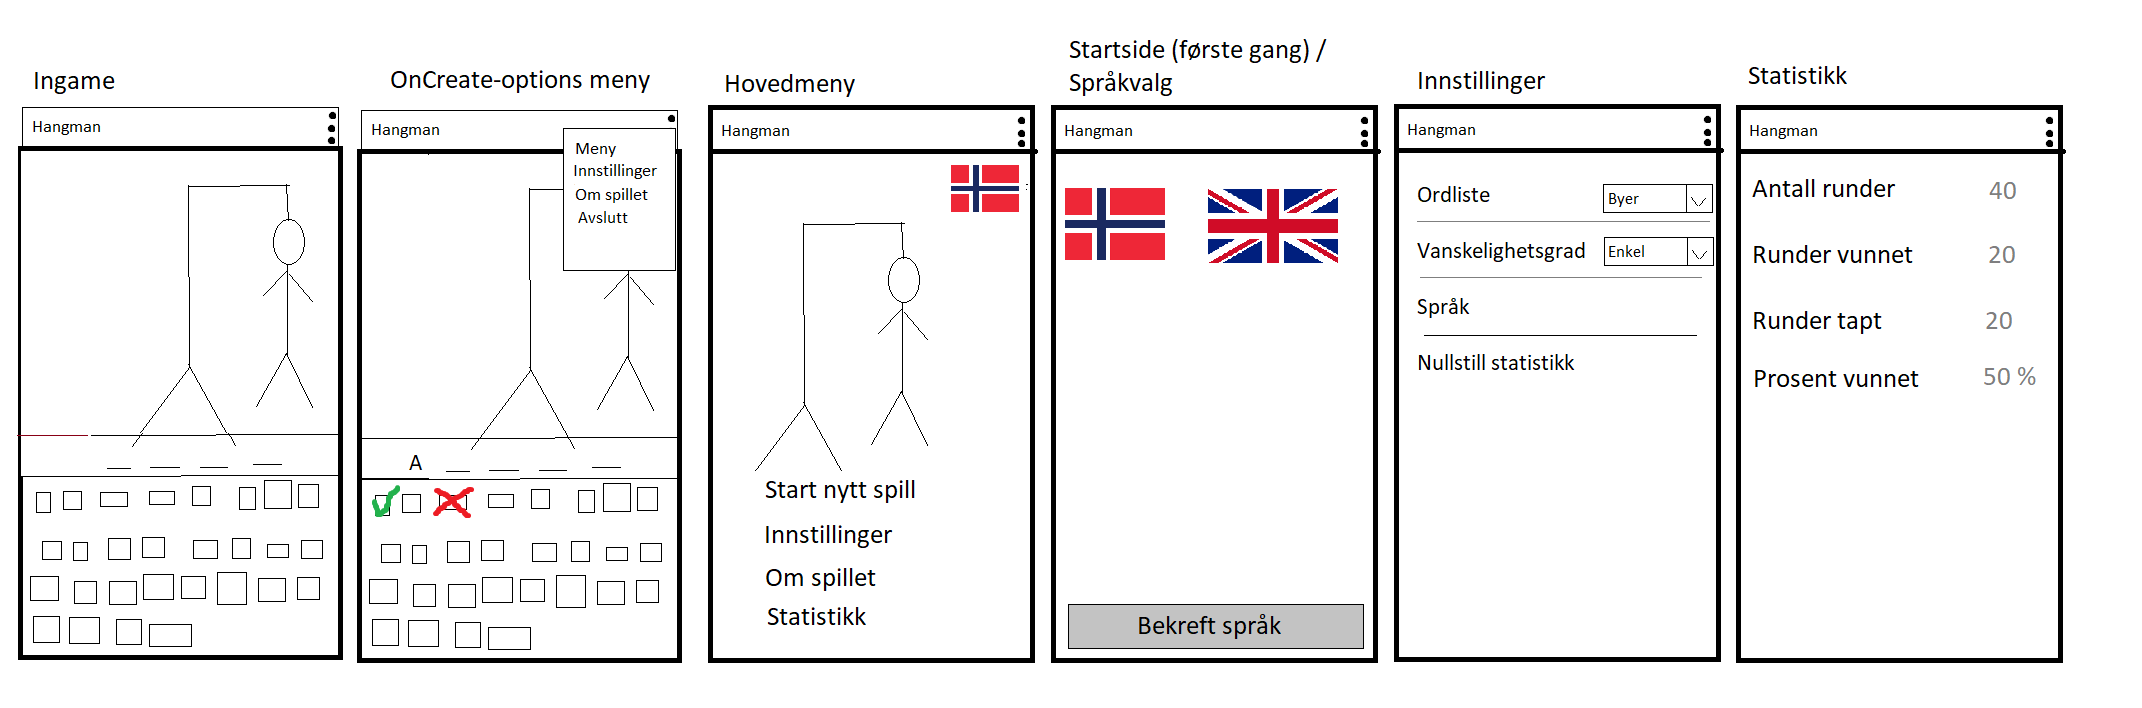 Ingame
Hangman
OnCreate-options meny
Hangman
Meny
Innstillinger
Om spillet
Avslutt
A
Hovedmeny
Hangman
Start nytt spill
Innstillinger
Om spillet
Statistikk
Startside (første gang) /
Språkvalg
Hangman
Bekreft språk
Innstillinger
Hangman
Ordliste Byer
Vanskelighetsgrad Enkel
Språk
Nullstill statistikk
Statistikk
Hangman
Antall runder 40
Runder vunnet 20
Runder tapt 20
Prosent vunnet 50 %